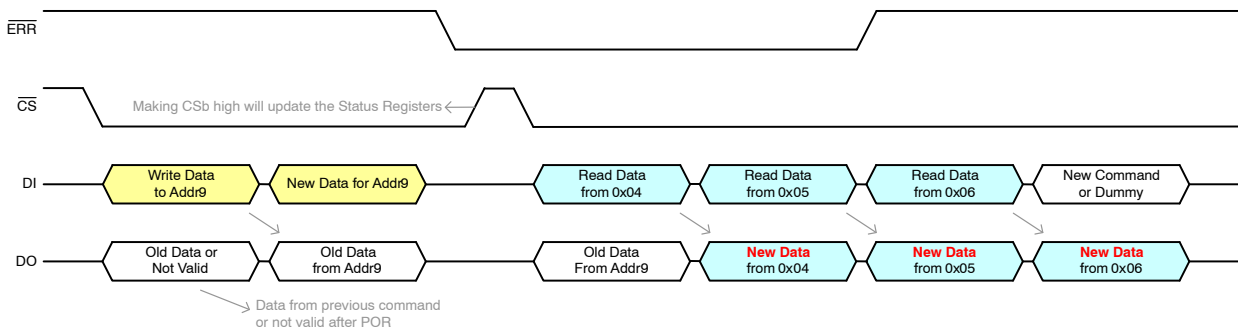 ERR
CS
Making CSb high will update the Status Registers
DI
Write Data
to Addr9
New Data for Addr9
Read Data
from 0x04
Read Data
from 0x05
Read Data
from 0x06
New Command
or Dummy
DO
Old Data or
Not Valid
Old Data
from Addr9
Old Data
From Addr9
New Data
from 0x04
New Data
from 0x05
New Data
from 0x06
Data from previous command
or not valid after POR